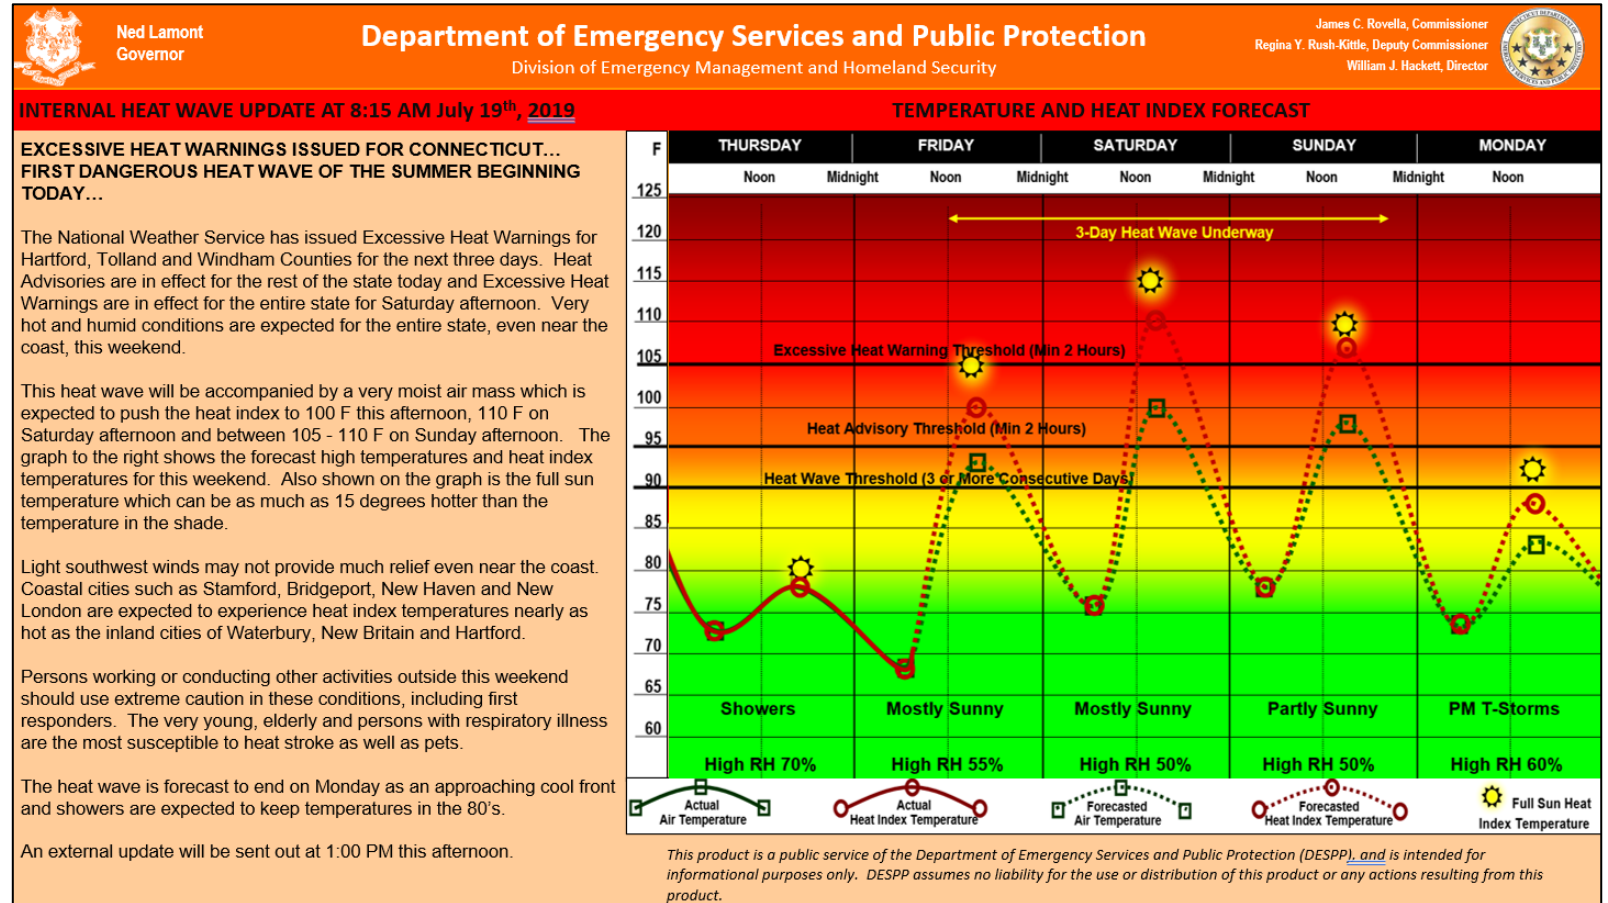 Ned Lamont
Governor
Department of Emergency Services and Public Protection
Division of Emergency Management and Homeland Security
James C. Rovella, Commissioner
Regina Y. Rush-Kittle, Deputy Commissioner
William J. Hackett, Director
INTERNAL HEAT WAVE UPDATE AT 8:15 AM July 19th, 2019
TEMPERATURE AND HEAT INDEX FORECAST
EXCESSIVE HEAT WARNINGS ISSUED FOR CONNECTICUT…
FIRST DANGEROUS HEAT WAVE OF THE SUMMER BEGINNING
TODAY…
The National Weather Service has issued Excessive Heat Warnings for
Hartford, Tolland and Windham Counties for the next three days.  Heat
Advisories are in effect for the rest of the state today and Excessive Heat
Warnings are in effect for the entire state for Saturday afternoon.  Very
hot and humid conditions are expected for the entire state, even near the
coast, this weekend.
This heat wave will be accompanied by a very moist air mass which is
expected to push the heat index to 100 F this afternoon, 110 F on
Saturday afternoon and between 105 - 110 F on Sunday afternoon.   The
graph to the right shows the forecast high temperatures and heat index
temperatures for this weekend.  Also shown on the graph is the full sun
temperature which can be as much as 15 degrees hotter than the
temperature in the shade.
Light southwest winds may not provide much relief even near the coast.
Coastal cities such as Stamford, Bridgeport, New Haven and New
London are expected to experience heat index temperatures nearly as
hot as the inland cities of Waterbury, New Britain and Hartford.
Persons working or conducting other activities outside this weekend
should use extreme caution in these conditions, including first
responders.  The very young, elderly and persons with respiratory illness
are the most susceptible to heat stroke as well as pets.
The heat wave is forecast to end on Monday as an approaching cool front
and showers are expected to keep temperatures in the 80's.
An external update will be sent out at 1:00 PM this afternoon.
F THURSDAY FRIDAY SATURDAY SUNDAY MONDAY
Noon Midnight Noon Midnight Noon Midnight Noon Midnight Noon
125
120
3-Day Heat Wave Underway
115
110
Excessive Heat Warning Threshold (Min 2 Hours)
105
100
Heat Advisory Threshold (Min 2 Hours)
95
Heat Wave Threshold (3 or More Consecutive Days)
90
85
80
75
70
65
Showers Mostly Sunny Mostly Sunny Partly Sunny PM T-Storms
60
High RH 70% High RH 55% High RH 50% High RH 50% High RH 60%
Actual
Air Temperature
Actual
Heat Index Temperature
Forecasted
Air Temperature
Forecasted
Heat Index Temperature
Full Sun Heat
Index Temperature
This product is a public service of the Department of Emergency Services and Public Protection (DESPP), and is intended for
informational purposes only.  DESPP assumes no liability for the use or distribution of this product or any actions resulting from this
product.